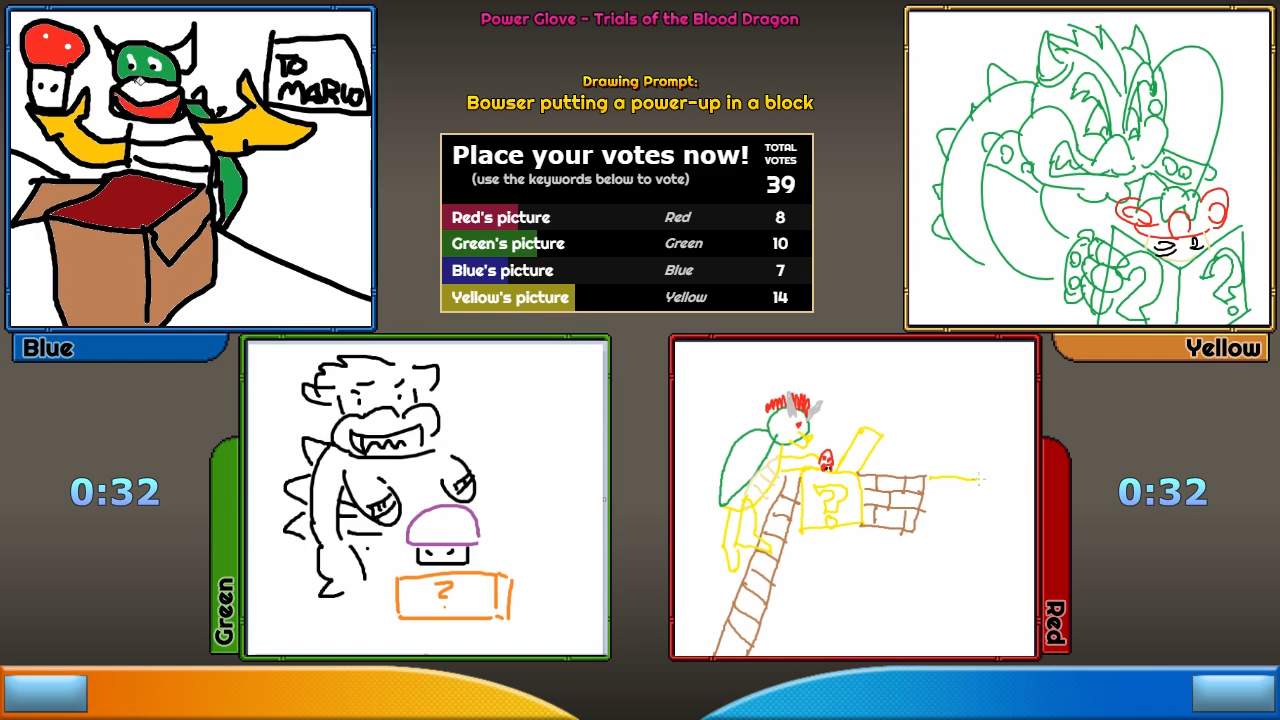 Power Glove - Trials of the Blood Dragon
Drawing Prompt:
Bowser putting a power-up in a block
Place your votes now!
(use the keywords below to vote)
TOTAL
VOTES
39
Red's picture Red 8
Green's picture Green 10
Blue's picture Blue 7
Yellow's picture Yellow 14
TO
MARIO
? ?
Blue
Yellow
?
?
0:32
0:32
Green
Red